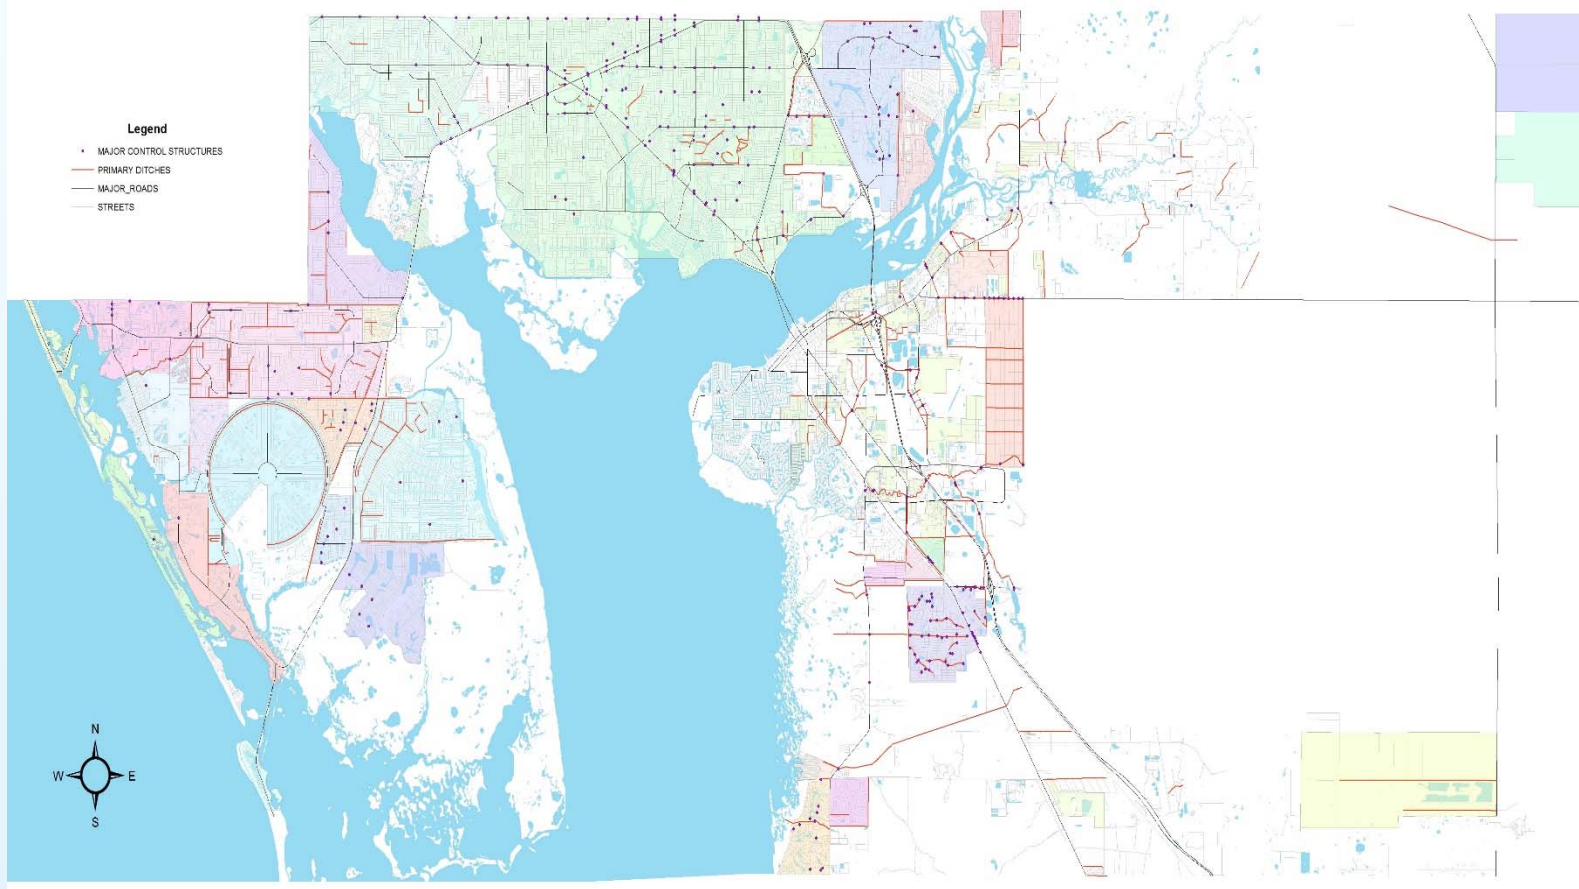 Legend
MAJOR CONTROL STRUCTURES
PRIMARY DITCHES
MAJOR_ROADS
STREETS
N
W E
S